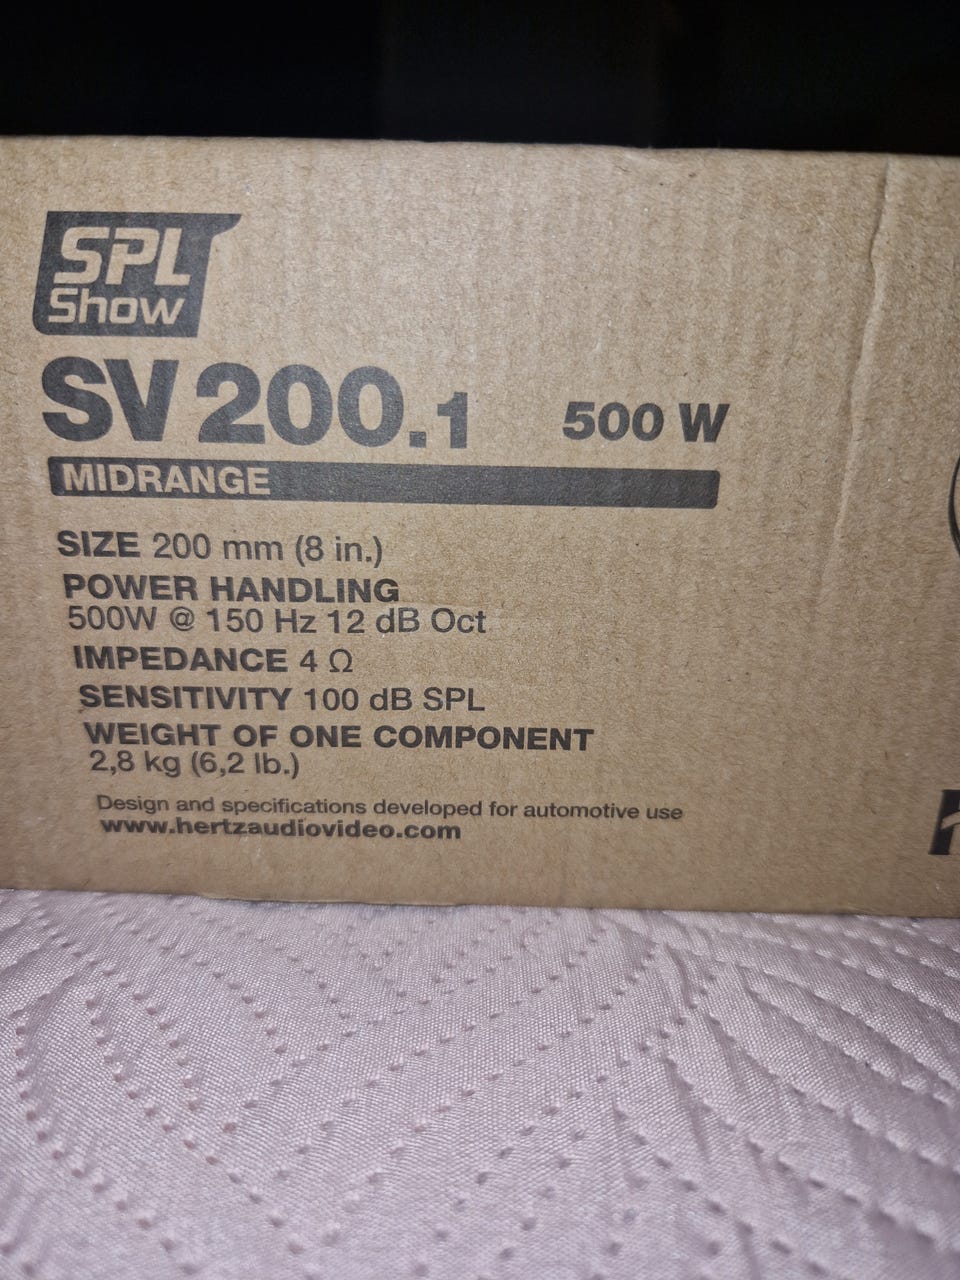 SPL
Show
SV 200.1 500 W
MIDRANGE
SIZE 200 mm (8 in.)
POWER HANDLING
500W @ 150 Hz 12 dB Oct
IMPEDANCE 4 Ω
SENSITIVITY 100 dB SPL
WEIGHT OF ONE COMPONENT
2,8 kg (6,2 lb.)
Design and specifications developed for automotive use
www.hertzaudiovideo.com